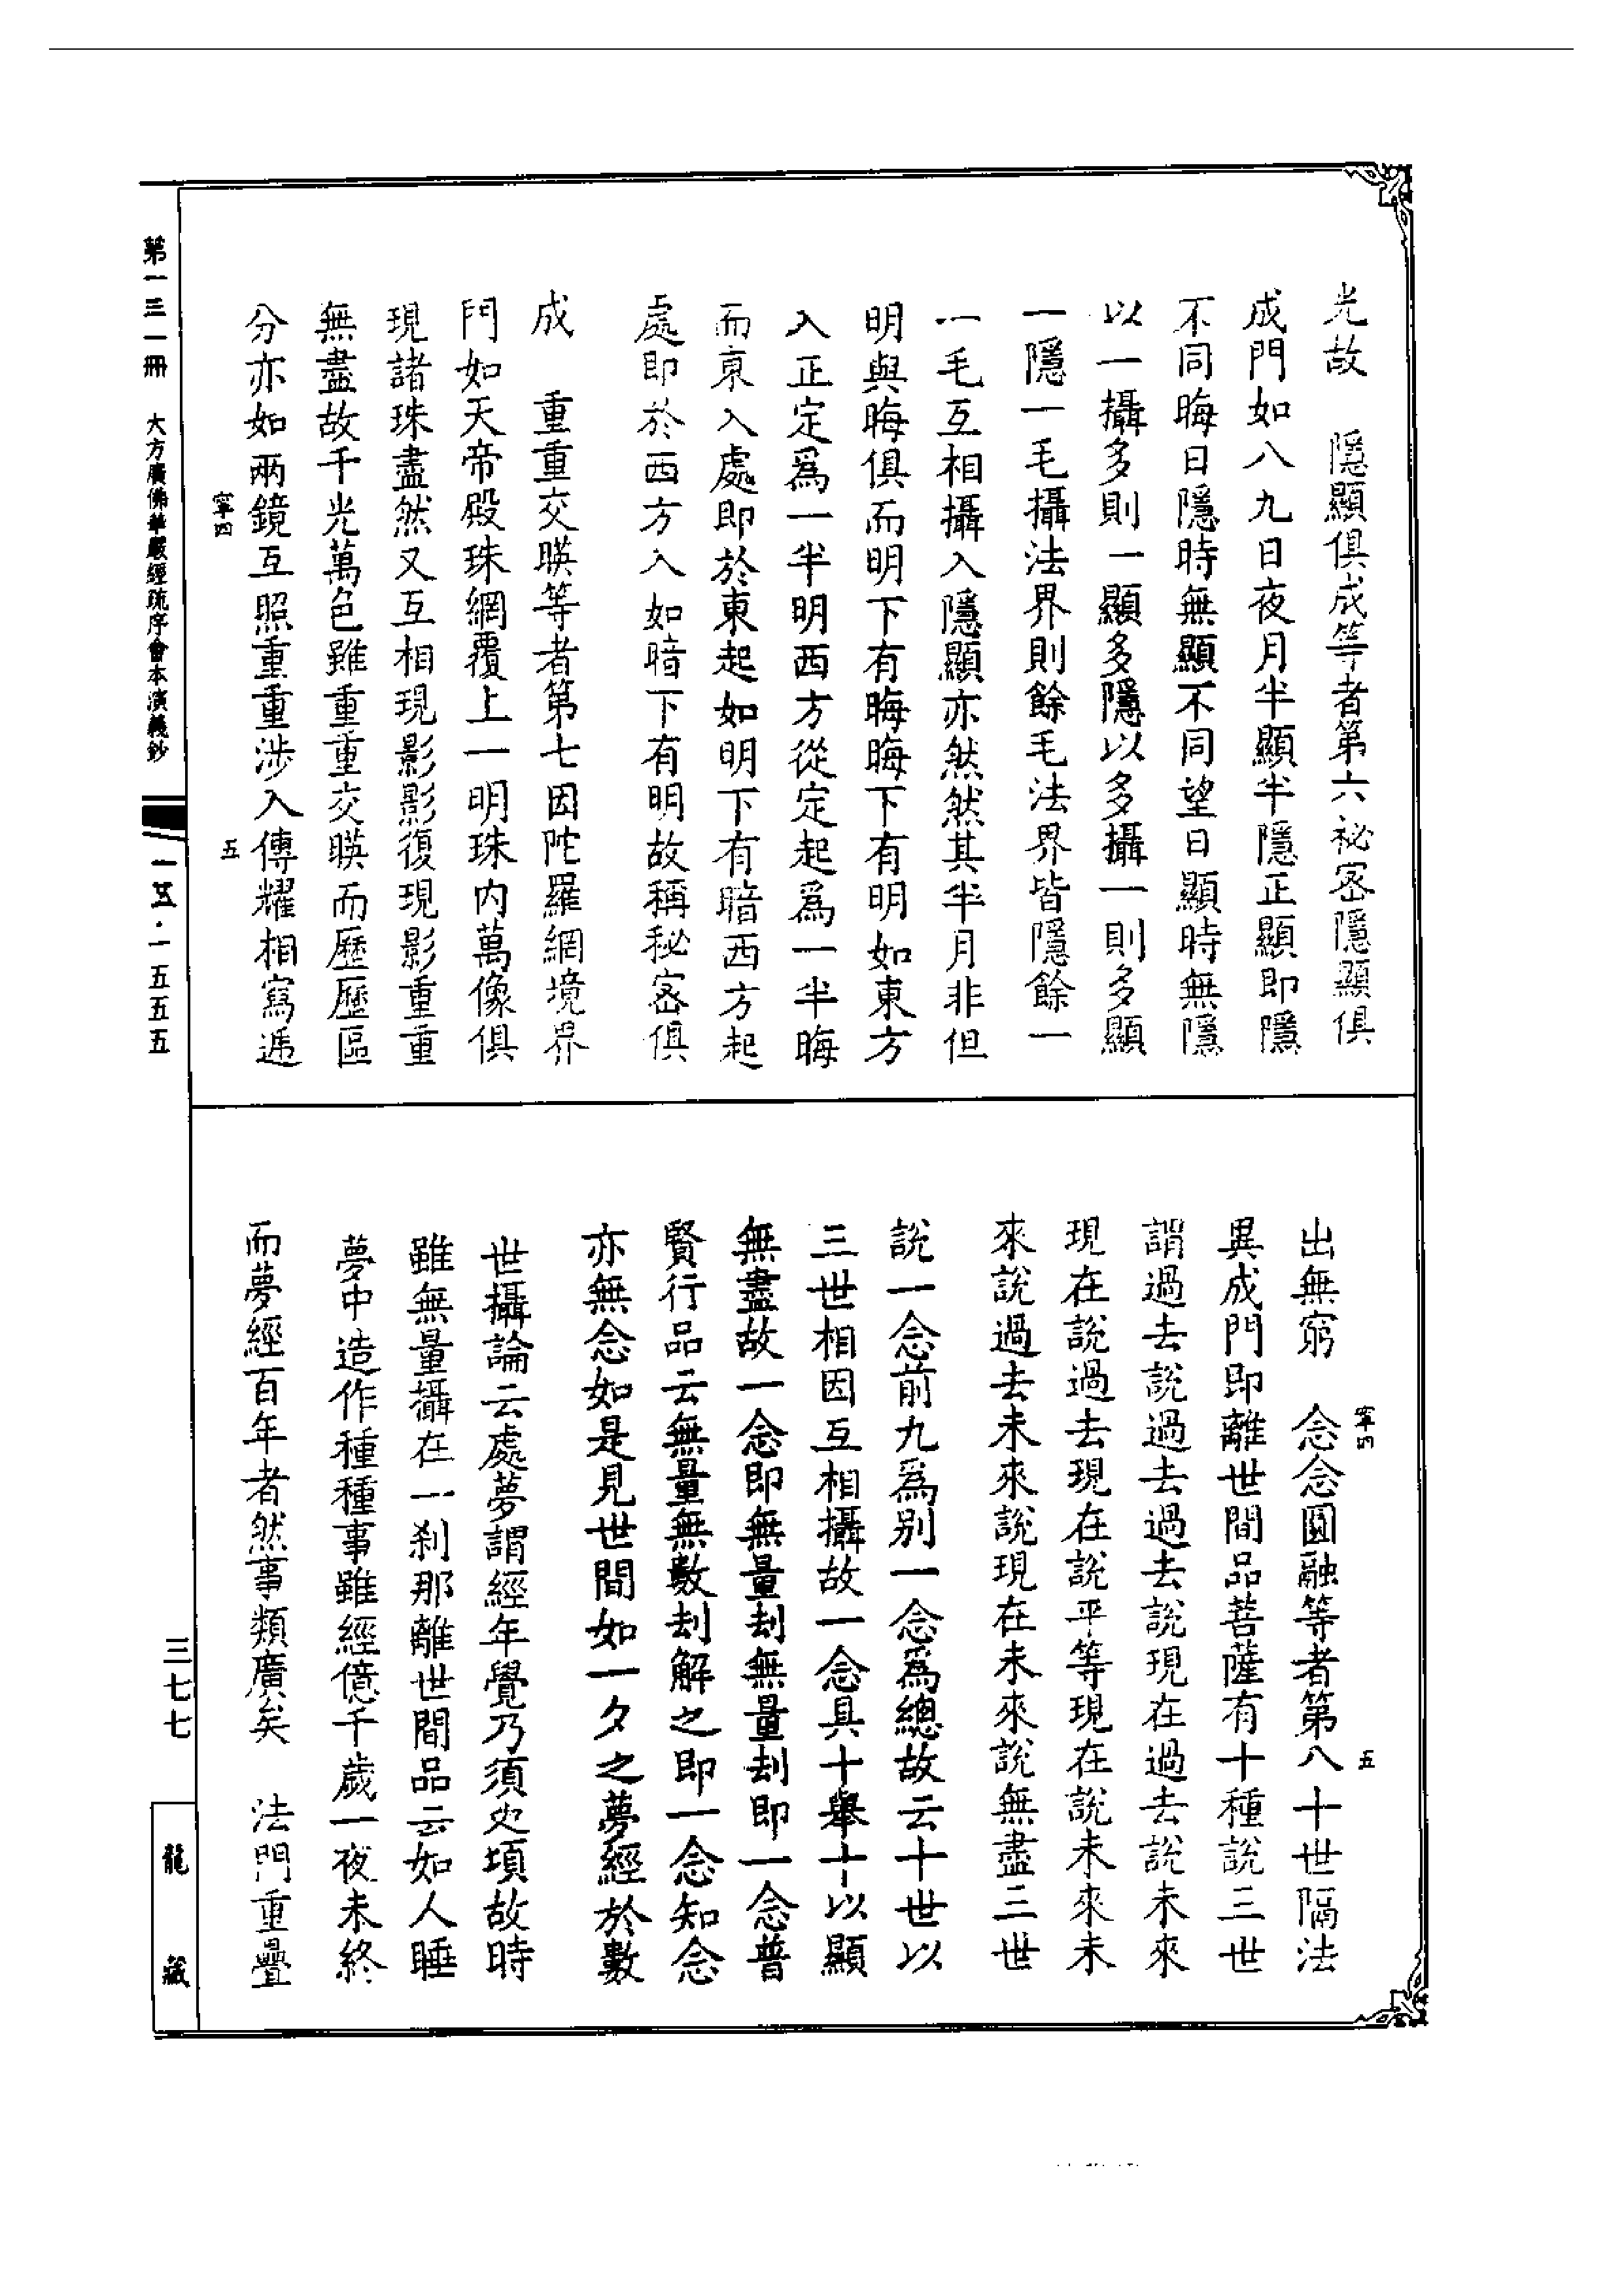 光故　隱顯俱成等者第六祕密隱顯俱
成門如八九日夜月半顯半隱正顯即隱
不同晦日隱時無顯不同望日顯時無隱
以一攝多則一顯多隱以多攝一則多顯
一隱一毛攝法界則餘毛法界皆隱餘一
一毛互相攝入隱顯亦然然其半月非但
明與晦俱而明下有晦晦下有明如東方
入正定爲一半明西方從定起爲一半晦
而東入處即於東起如明下有暗西方起
處即於西方入如暗下有明故稱秘密俱
成　重重交暎等者第七因陀羅網境界
門如天帝殿珠網覆上一明珠内萬像俱
現諸珠盡然又互相現影影復現影重重
無盡故千光萬色雖重重交暎而歷歷區
分亦如兩鏡互照重重涉入傳耀相寫遞
寧四　五
出無窮　念念圓融等者第八十世隔法
異成門即離世間品菩薩有十種說三世
謂過去說過去過去說現在過去說未來
現在說過去現在說平等現在說未來未
來說過去未來說現在未來說無盡三世
說一念前九爲別一念爲總故云十世以
三世相因互相攝故一念具十舉十以顯
無盡故一念即無量刦無量刦即一念普
賢行品云無量無數刦解之即一念知念
亦無念如是見世間如一夕之夢經於數
世攝論云處夢謂經年覺乃須臾項故時
雖無量攝在一刹那離世間品云如人睡
夢中造作種種事雖經億千歲一夜未終
而夢經百年者然事類廣矣　法門重疊
寧四　五
第一三一冊　大方廣佛華嚴經疏序會本演義鈔
一五·一五五五
三七七
龍藏